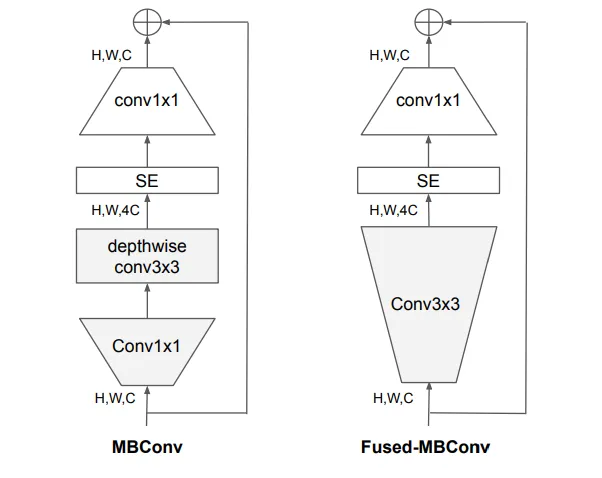 H,W,C
conv1x1
SE
H,W,4C
depthwise
conv3x3
Conv1x1
H,W,C
MBConv
H,W,C
conv1x1
SE
H,W,4C
Conv3x3
H,W,C
Fused-MBConv